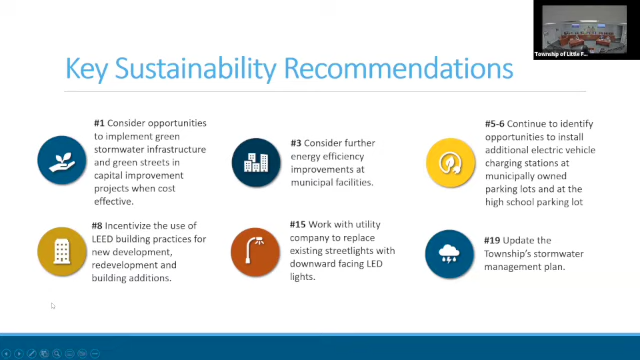 Township of Little F...
Key Sustainability Recommendations
#1 Consider opportunities
to implement green
stormwater infrastructure
and green streets in
capital improvement
projects when cost
effective.
#3 Consider further
energy efficiency
improvements at
municipal facilities.
#5-6 Continue to identify
opportunities to install
additional electric vehicle
charging stations at
municipally owned
parking lots and at the
high school parking lot
#8 Incentivize the use of
LEED building practices for
new development,
redevelopment and
building additions.
#15 Work with utility
company to replace
existing streetlights with
downward facing LED
lights.
#19 Update the
Township's stormwater
management plan.